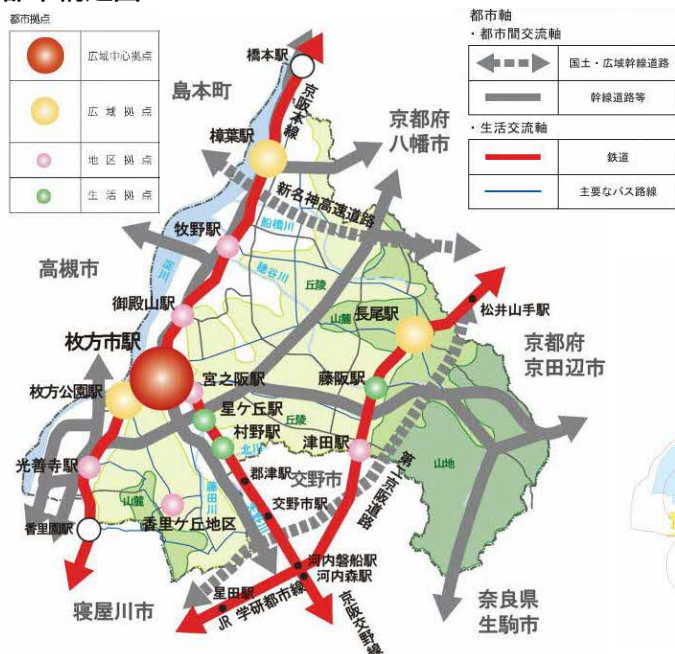 都市拠点
広域中心拠点
広域拠点
地区拠点
生活拠点
都市軸
・都市間交流軸
国土・広域幹線道路
幹線道路等
・生活交流軸
鉄道
主要なバス路線
橋本駅
島本町
京阪本線
京都府
八幡市
樟葉駅
新名神高速道路
船橋川
牧野駅
淀川
穂谷川
高槻市
丘陵
御殿山駅
山麓
長尾駅
松井山手駅
枚方市駅
京都府
京田辺市
宮之阪駅
藤阪駅
枚方公園駅
星ケ丘駅
丘陵
村野駅
津田駅
北川
光善寺駅
郡津駅
交野市
第二京阪道路
山地
藤田川
山麓
交野市駅
香里ケ丘地区
香里園駅
河内磐船駅
河内森駅
星田駅
JR 学研都市線
京阪交野線
寝屋川市
奈良県
生駒市